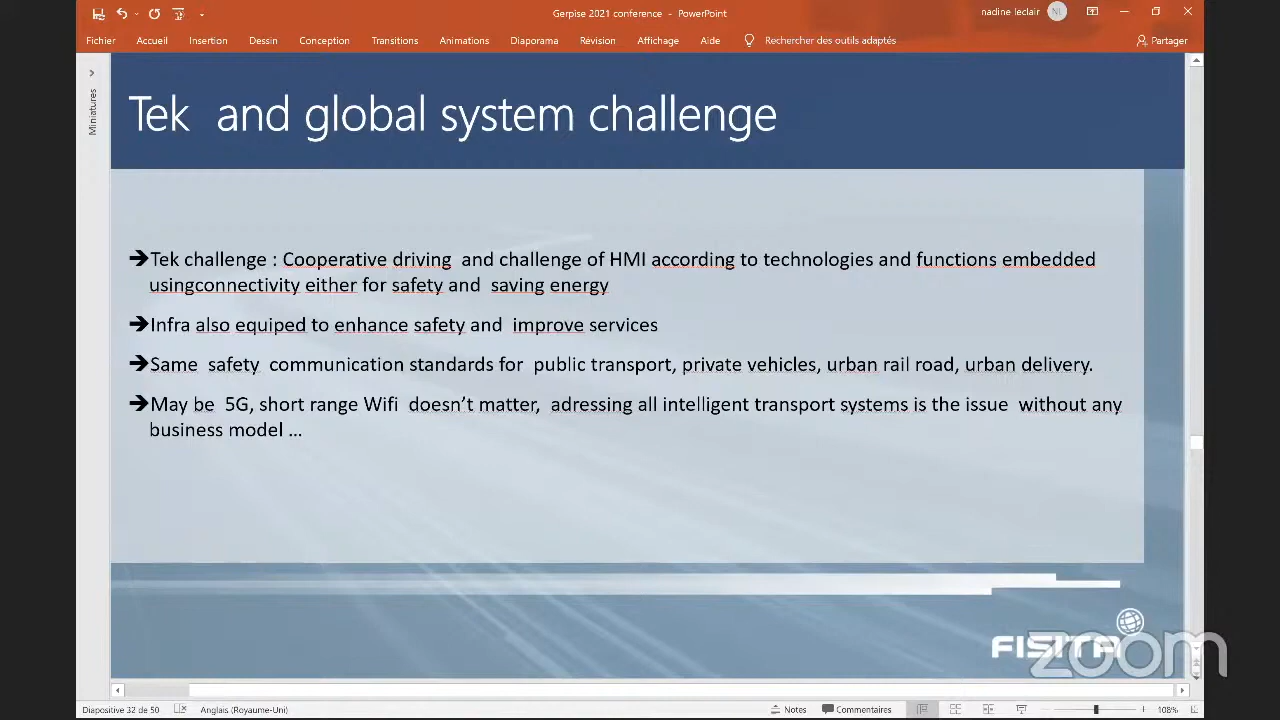 Gerpise 2021 conference - PowerPoint
nadine leclair
NL
Fichier Accueil Insertion Dessin Conception Transitions Animations Diaporama Révision Affichage Aide Rechercher des outils adaptés Partager
Miniatures
Tek and global system challenge
➔Tek challenge : Cooperative driving and challenge of HMI according to technologies and functions embedded
usingconnectivity either for safety and saving energy
➔Infra also equiped to enhance safety and improve services
➔Same safety communication standards for public transport, private vehicles, urban rail road, urban delivery.
➔May be 5G, short range Wifi doesn't matter, adressing all intelligent transport systems is the issue without any
business model ...
FISITA
zoom
Diapositive 32 de 50 Anglais (Royaume-Uni) Notes Commentaires 108%